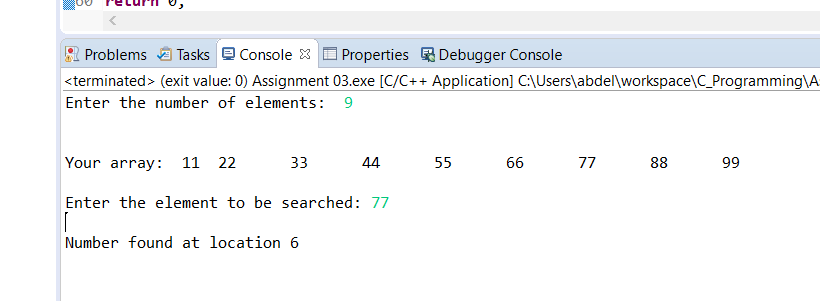 60 return 0;
<
Problems Tasks Console Properties Debugger Console
<terminated> (exit value: 0) Assignment 03.exe [C/C++ Application] C:\Users\abdel\workspace\C_Programming\A
Enter the number of elements: 9
Your array: 11 22 33 44 55 66 77 88 99
Enter the element to be searched: 77
Number found at location 6